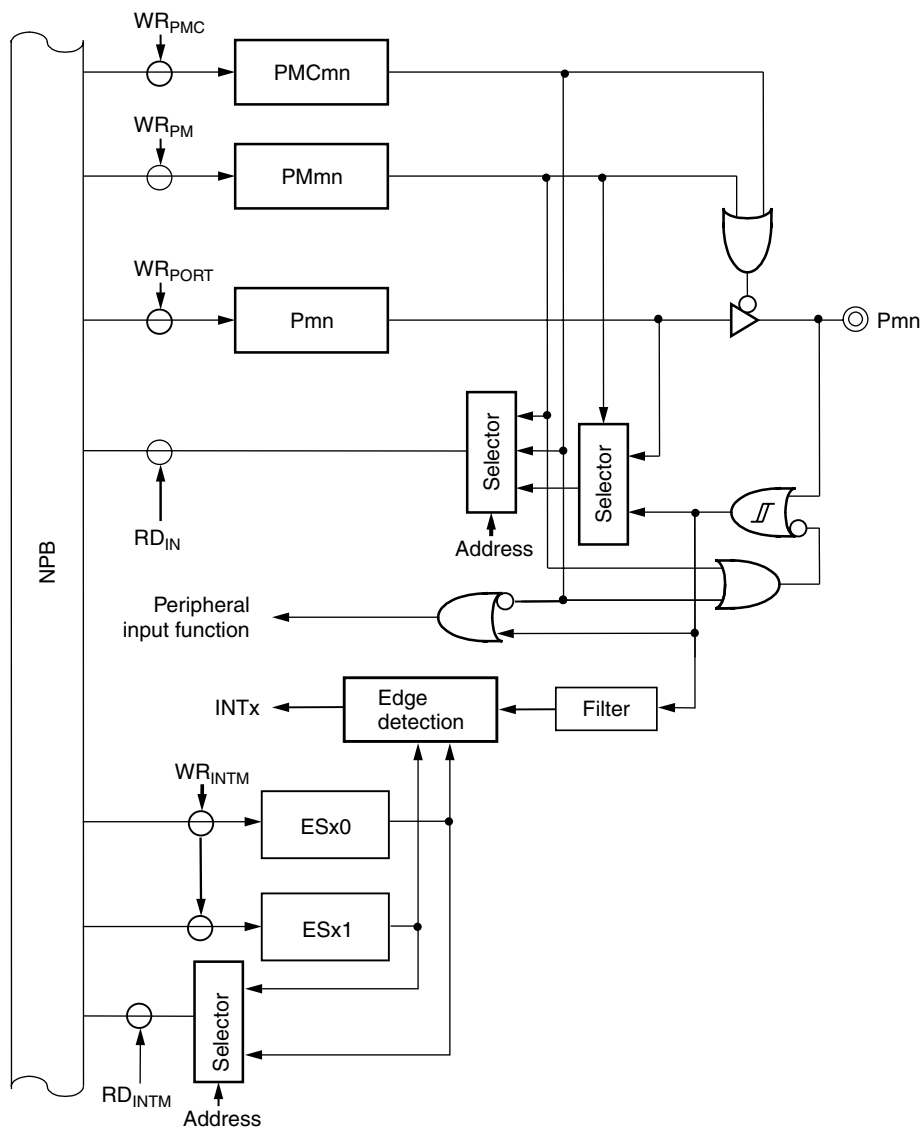 WRPMC
PMCmn
WRPM
PMmn
WRPORT
Pmn
Pmn
Selector
Selector
RDIN
Address
NPB
Peripheral
input function
INTx
Edge
detection
Filter
WRINTM
ESx0
ESx1
Selector
RDINTM
Address